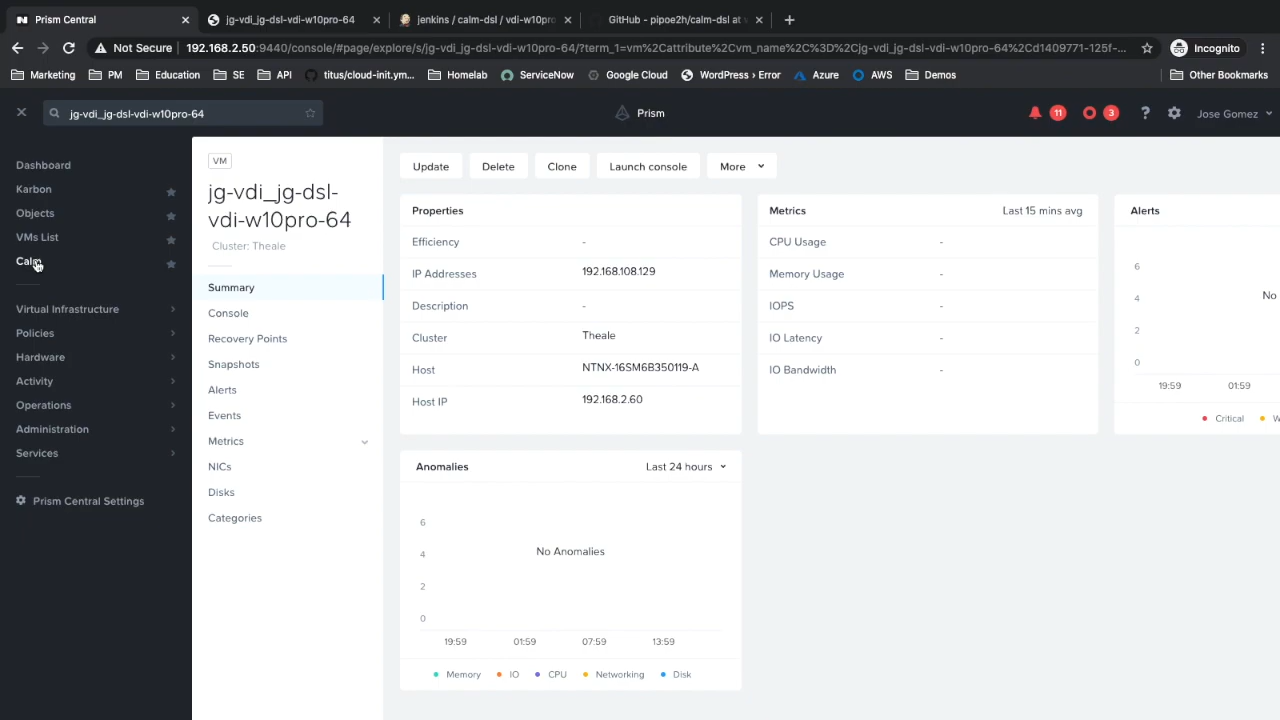 Prism Central
jg-vdi_jg-dsl-vdi-w10pro-64
jenkins / calm-dsl / vdi-w10pro
GitHub - pipoe2h/calm-dsl at
Not Secure
192.168.2.50:9440/console/#page/explore/s/jg-vdi_jg-dsl-vdi-w10pro-64/?term_1=vm%2Cattribute%2Cvm_name%2C%3D%2Cjg-vdi_jg-dsl-vdi-w10pro-64%2Cd1409771-125f-...
Incognito
Marketing
PM
Education
SE
API
titus/cloud-init.ym...
Homelab
ServiceNow
Google Cloud
WordPress › Error
Azure
AWS
Demos
Other Bookmarks
jg-vdi_jg-dsl-vdi-w10pro-64
Prism
11
3
?
Jose Gomez
Dashboard
Karbon
Objects
VMs List
Calm
Virtual Infrastructure
Policies
Hardware
Activity
Operations
Administration
Services
Prism Central Settings
VM
jg-vdi_jg-dsl-
vdi-w10pro-64
Cluster: Theale
Summary
Console
Recovery Points
Snapshots
Alerts
Events
Metrics
NICs
Disks
Categories
Update
Delete
Clone
Launch console
More
Properties
Efficiency -
IP Addresses 192.168.108.129
Description -
Cluster Theale
Host NTNX-16SM6B350119-A
Host IP 192.168.2.60
Metrics Last 15 mins avg
CPU Usage -
Memory Usage -
IOPS -
IO Latency -
IO Bandwidth -
Alerts
6
4
2
0
No
19:59 01:59
Critical
Anomalies Last 24 hours
6
4
2
0
No Anomalies
19:59 01:59 07:59 13:59
Memory IO CPU Networking Disk